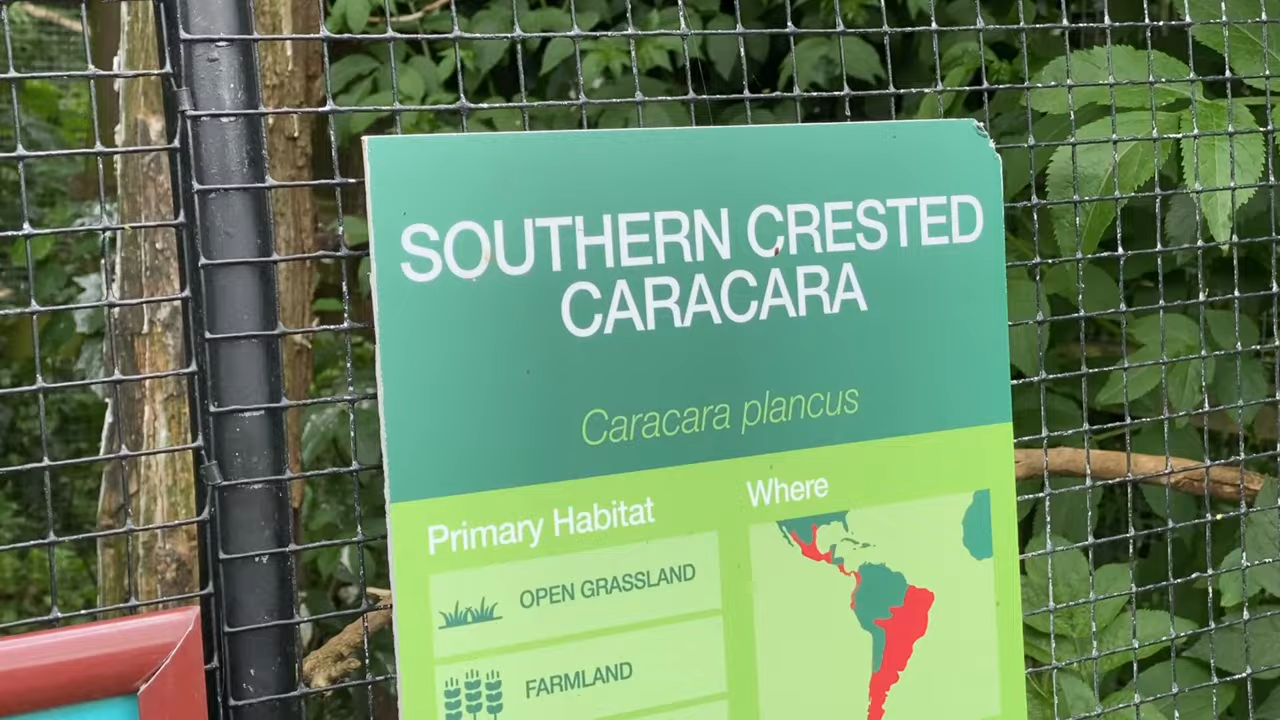 SOUTHERN CRESTED
CARACARA
Caracara plancus
Primary Habitat
OPEN GRASSLAND
FARMLAND
Where